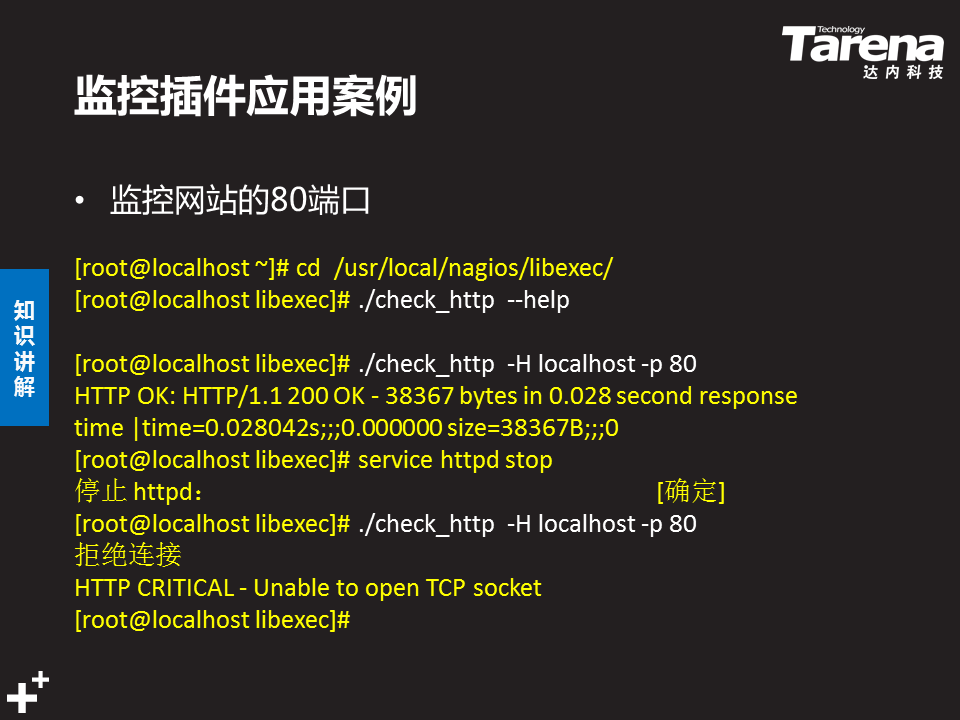 Technology
Tarena
达内科技
监控插件应用案例
• 监控网站的80端口
[root@localhost ~]# cd  /usr/local/nagios/libexec/
[root@localhost libexec]# ./check_http  --help
[root@localhost libexec]# ./check_http  -H localhost -p 80
HTTP OK: HTTP/1.1 200 OK - 38367 bytes in 0.028 second response
time |time=0.028042s;;;0.000000 size=38367B;;;0
[root@localhost libexec]# service httpd stop
停止 httpd： [确定]
[root@localhost libexec]# ./check_http  -H localhost -p 80
拒绝连接
HTTP CRITICAL - Unable to open TCP socket
[root@localhost libexec]#
知识讲解